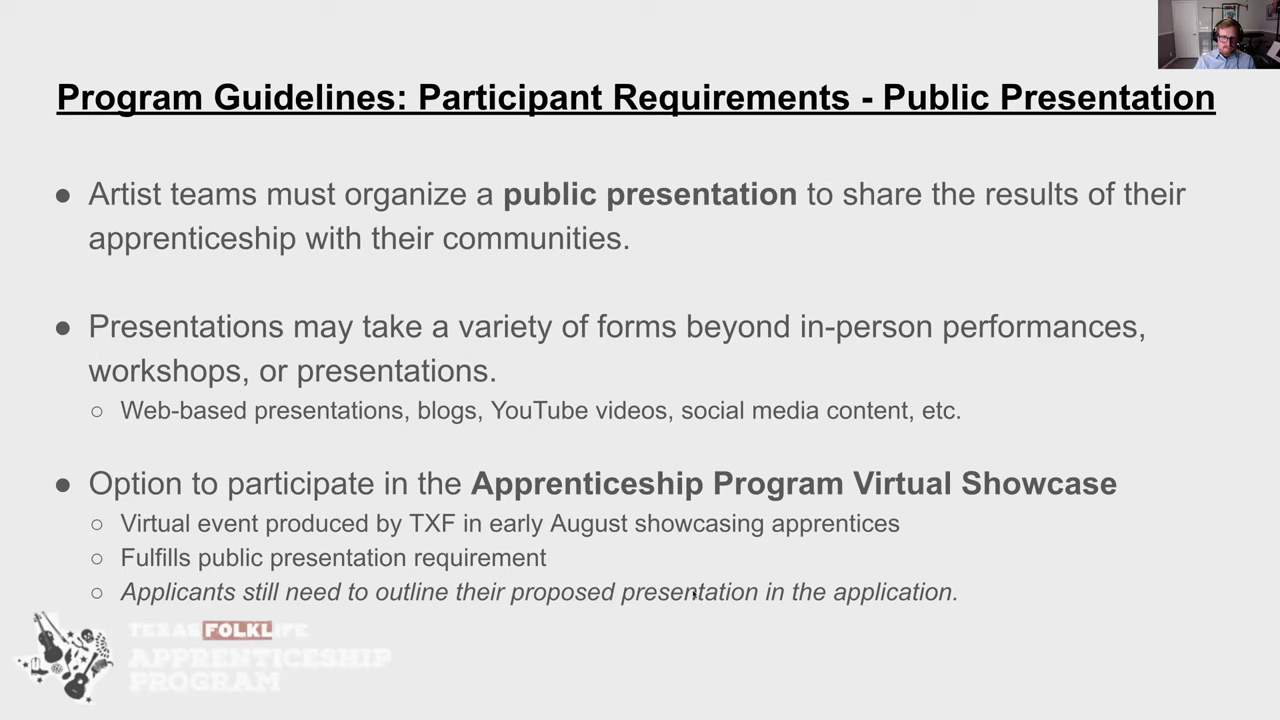 Program Guidelines: Participant Requirements - Public Presentation
● Artist teams must organize a public presentation to share the results of their
apprenticeship with their communities.
● Presentations may take a variety of forms beyond in-person performances,
workshops, or presentations.
○ Web-based presentations, blogs, YouTube videos, social media content, etc.
● Option to participate in the Apprenticeship Program Virtual Showcase
○ Virtual event produced by TXF in early August showcasing apprentices
○ Fulfills public presentation requirement
○ Applicants still need to outline their proposed presentation in the application.
TEXAS FOLKLIFE
APPRENTICESHIP
PROGRAM